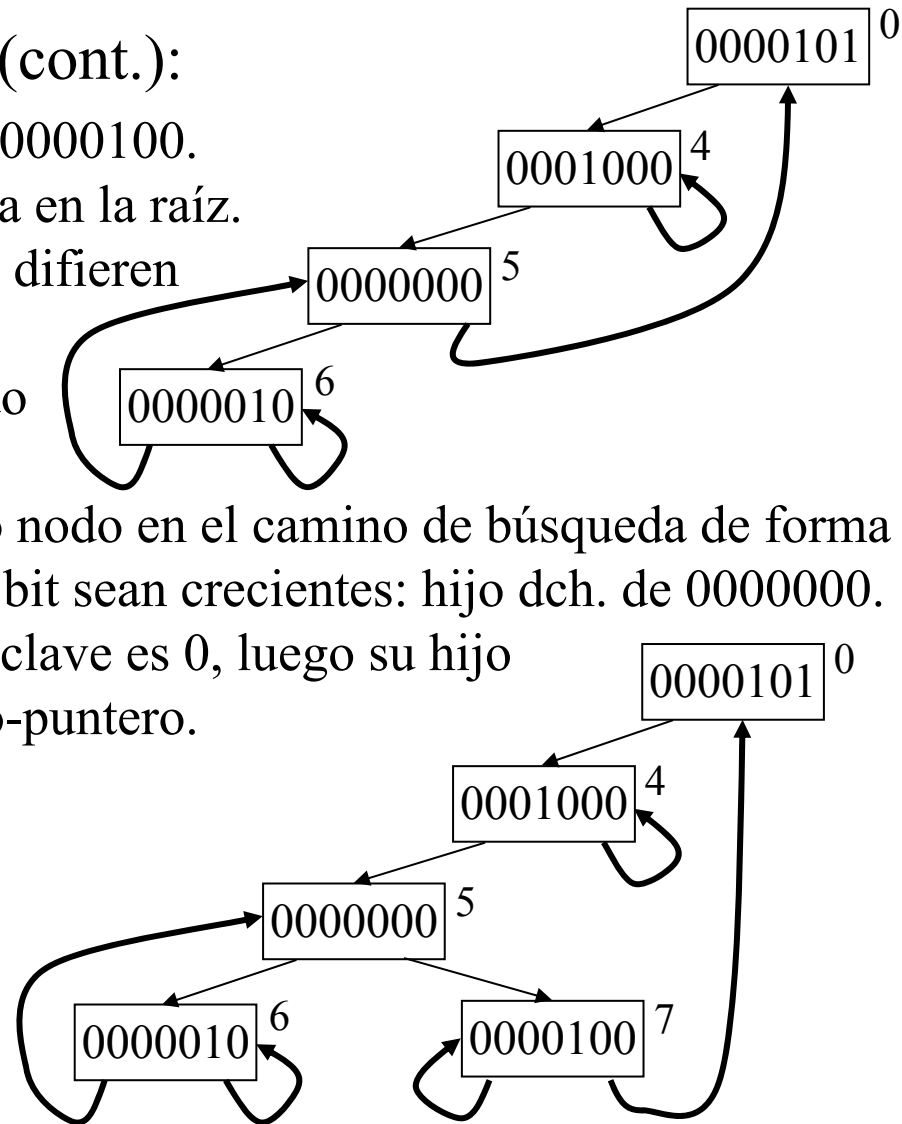 (cont.):
0000100.
a en la raíz.
difieren
0000101 0
0001000 4
0000000 5
0000010 6
o
nodo en el camino de búsqueda de forma
bit sean crecientes: hijo dch. de 0000000.
clave es 0, luego su hijo
-puntero.
0000101 0
0001000 4
0000000 5
0000010 6
0000100 7